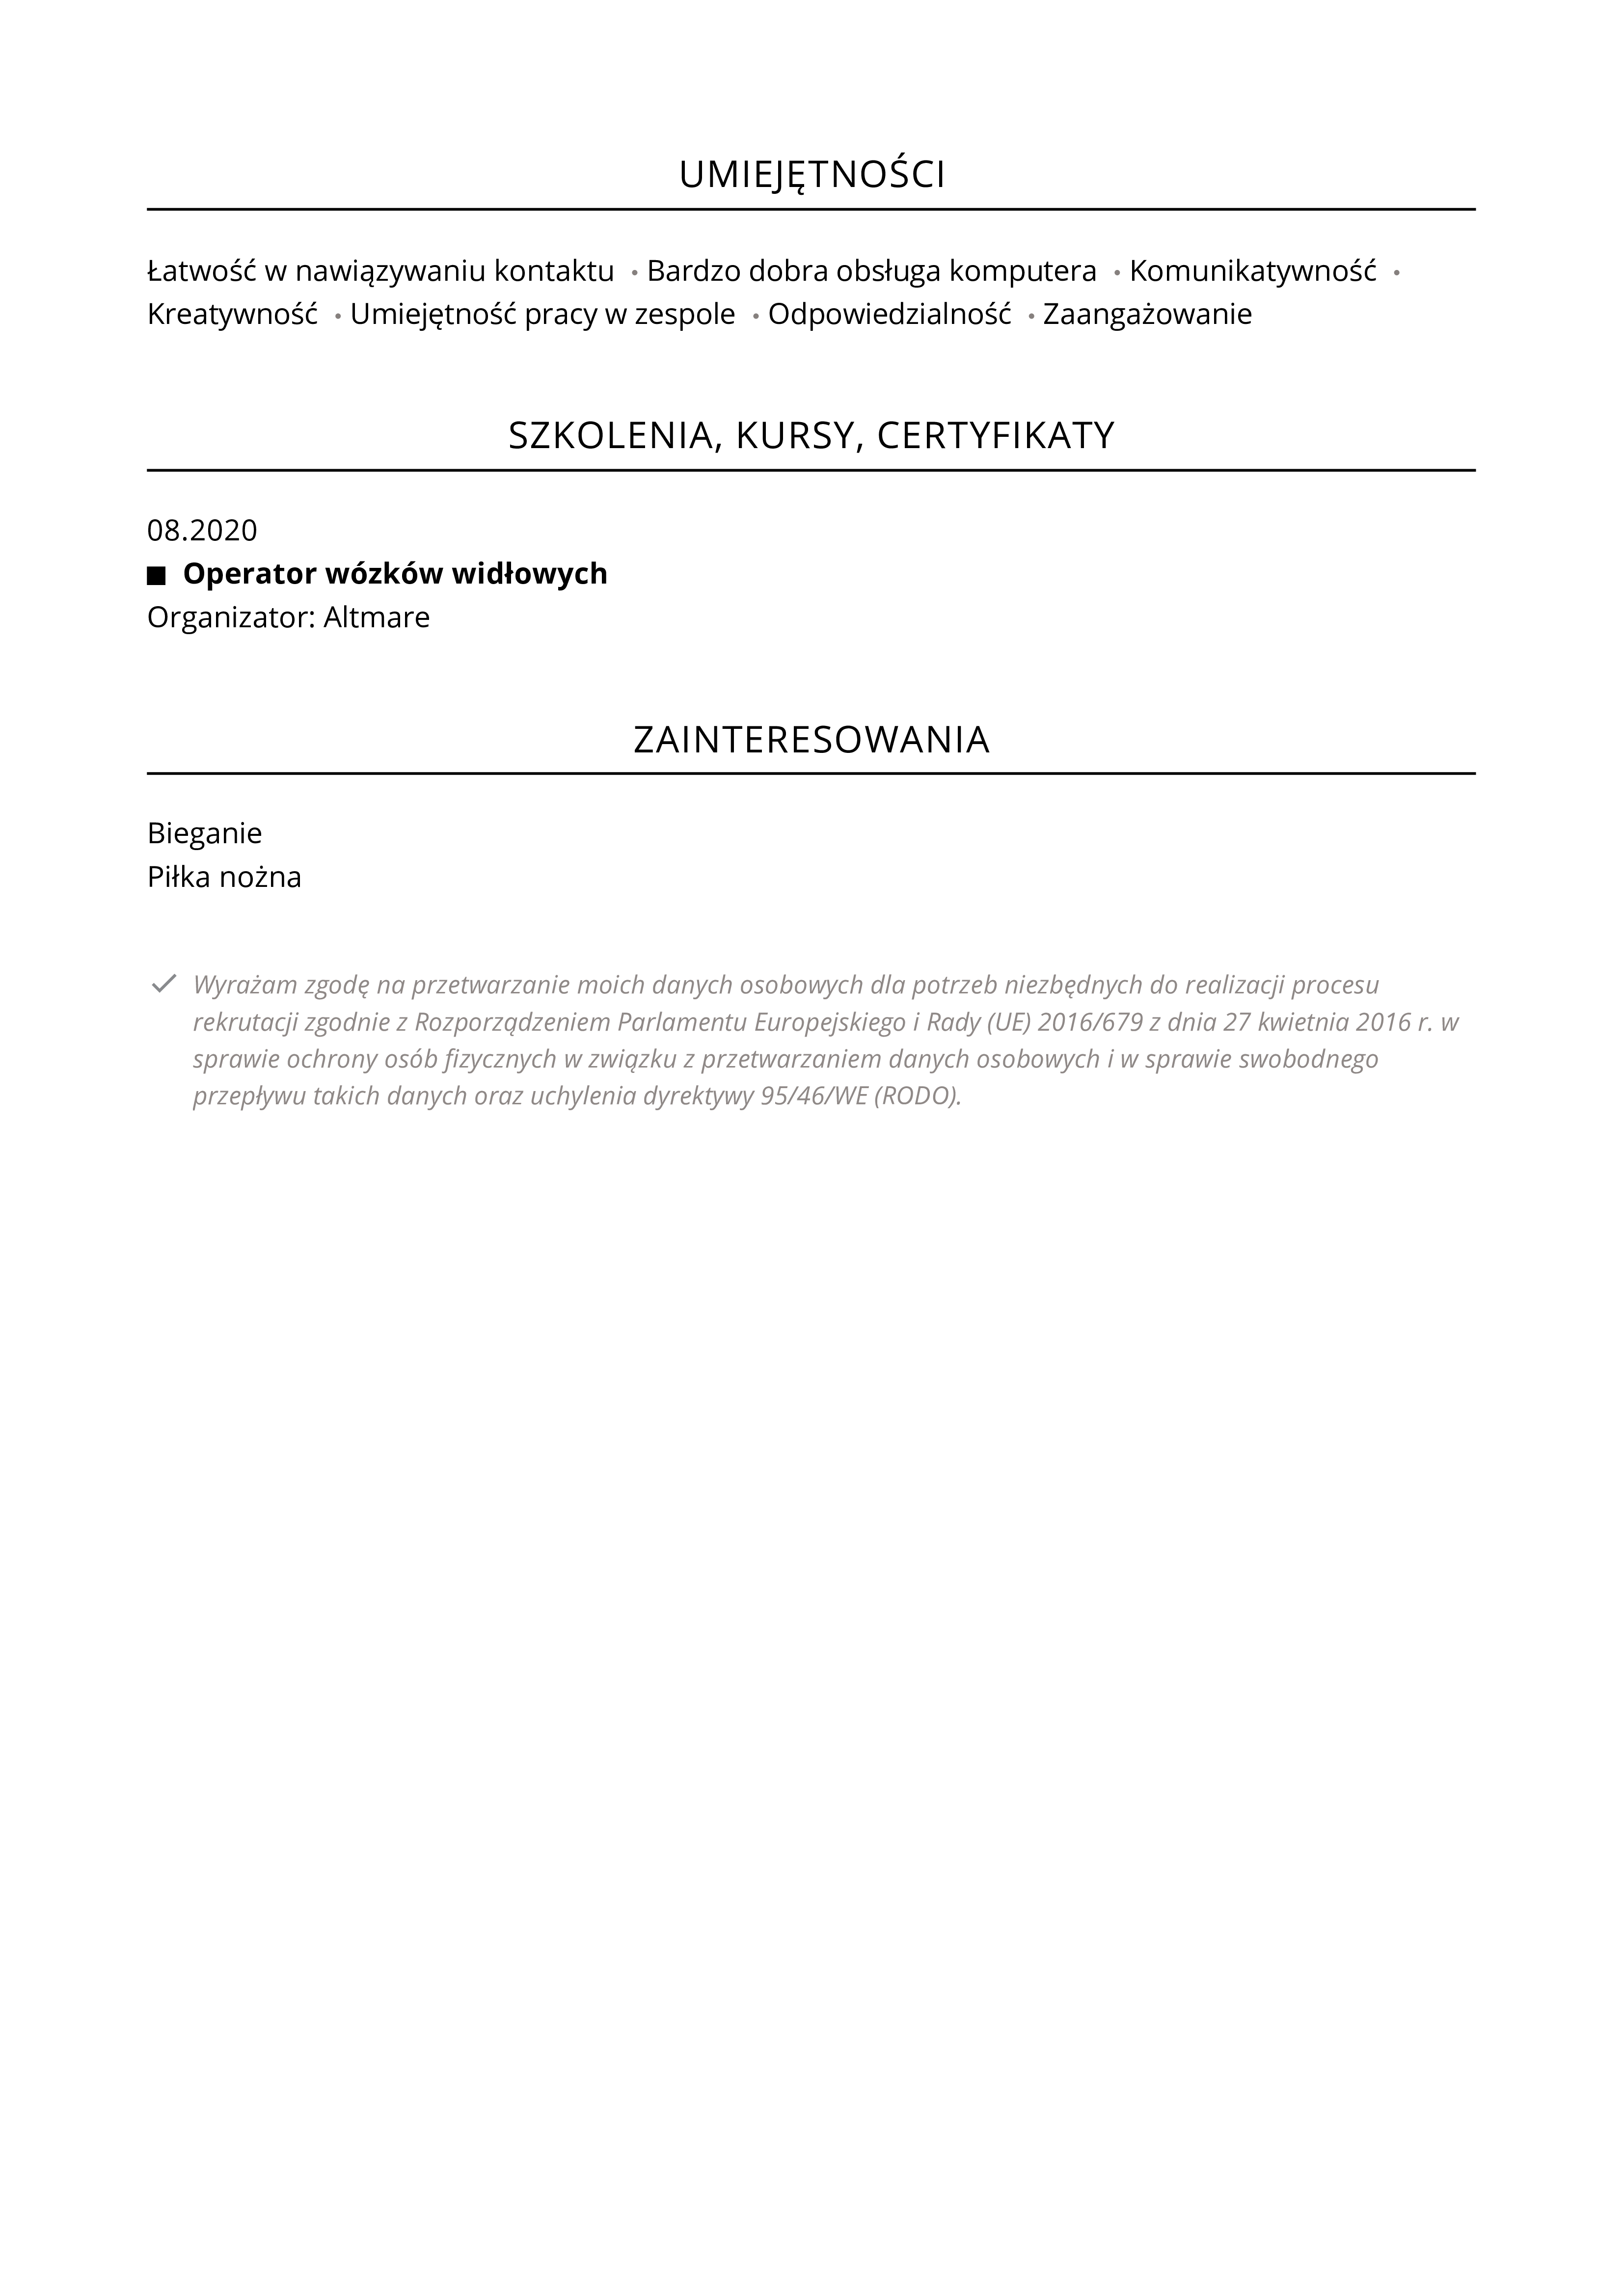 UMIEJĘTNOŚCI
Łatwość w nawiązywaniu kontaktu • Bardzo dobra obsługa komputera • Komunikatywność •
Kreatywność • Umiejętność pracy w zespole • Odpowiedzialność • Zaangażowanie
SZKOLENIA, KURSY, CERTYFIKATY
08.2020
■ Operator wózków widłowych
Organizator: Altmare
ZAINTERESOWANIA
Bieganie
Piłka nożna
✓ Wyrażam zgodę na przetwarzanie moich danych osobowych dla potrzeb niezbędnych do realizacji procesu
rekrutacji zgodnie z Rozporządzeniem Parlamentu Europejskiego i Rady (UE) 2016/679 z dnia 27 kwietnia 2016 r. w
sprawie ochrony osób fizycznych w związku z przetwarzaniem danych osobowych i w sprawie swobodnego
przepływu takich danych oraz uchylenia dyrektywy 95/46/WE (RODO).